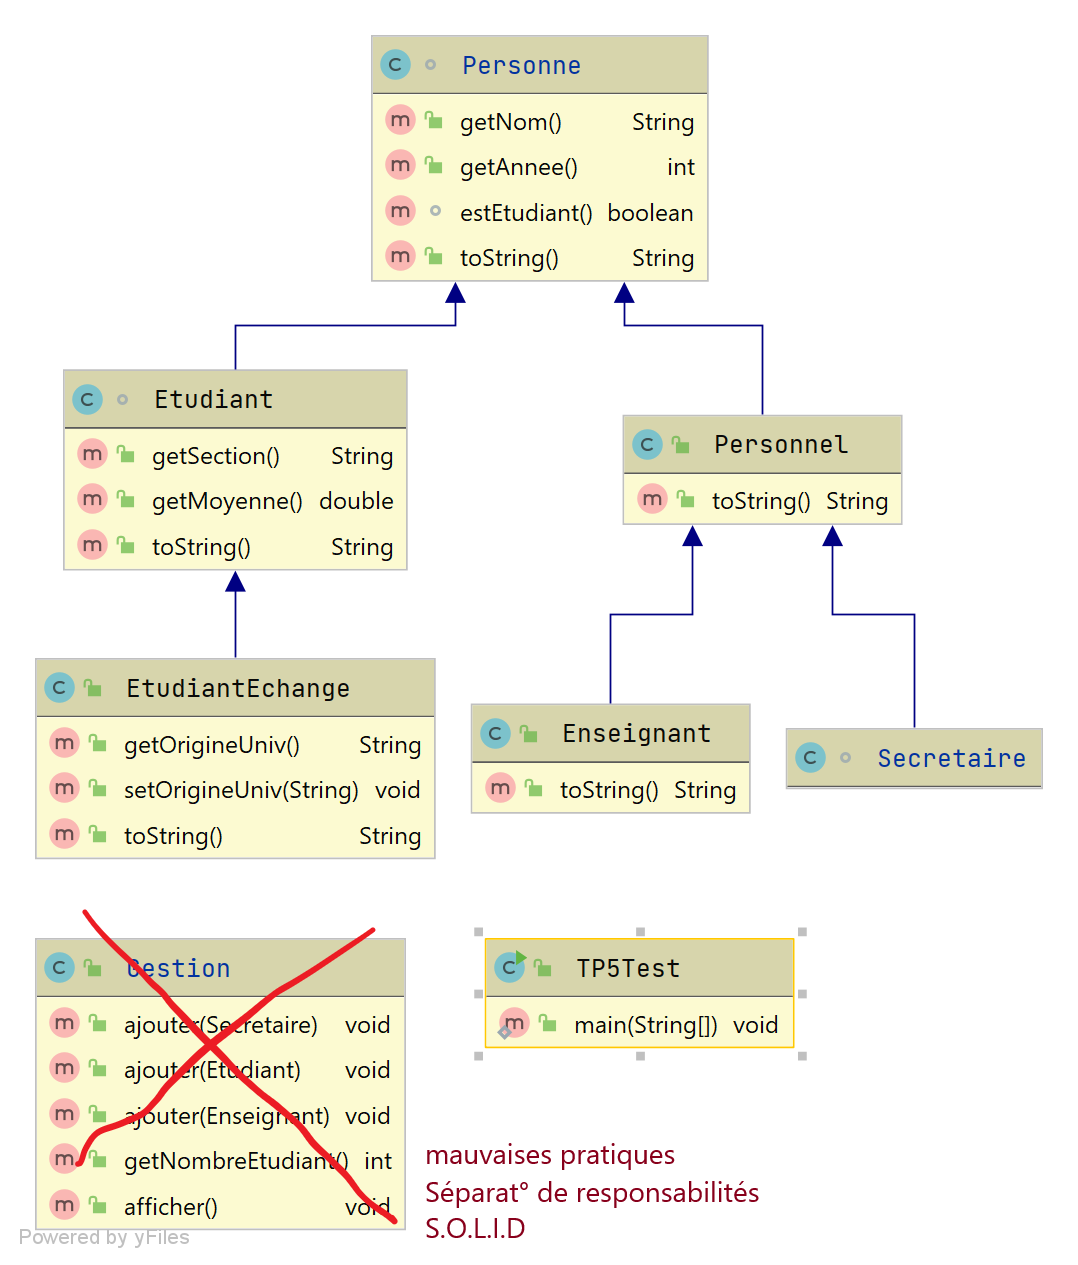 Personne
getNom() String
getAnnee() int
estEtudiant() boolean
toString() String
Etudiant
getSection() String
getMoyenne() double
toString() String
Personnel
toString() String
EtudiantEchange
getOrigineUniv() String
setOrigineUniv(String) void
toString() String
Enseignant
toString() String
Secretaire
Gestion
ajouter(Secretaire) void
ajouter(Etudiant) void
ajouter(Enseignant) void
getNombreEtudiant() int
afficher() void
TP5Test
main(String[]) void
mauvaises pratiques
Séparat° de responsabilités
S.O.L.I.D
Powered by yFiles